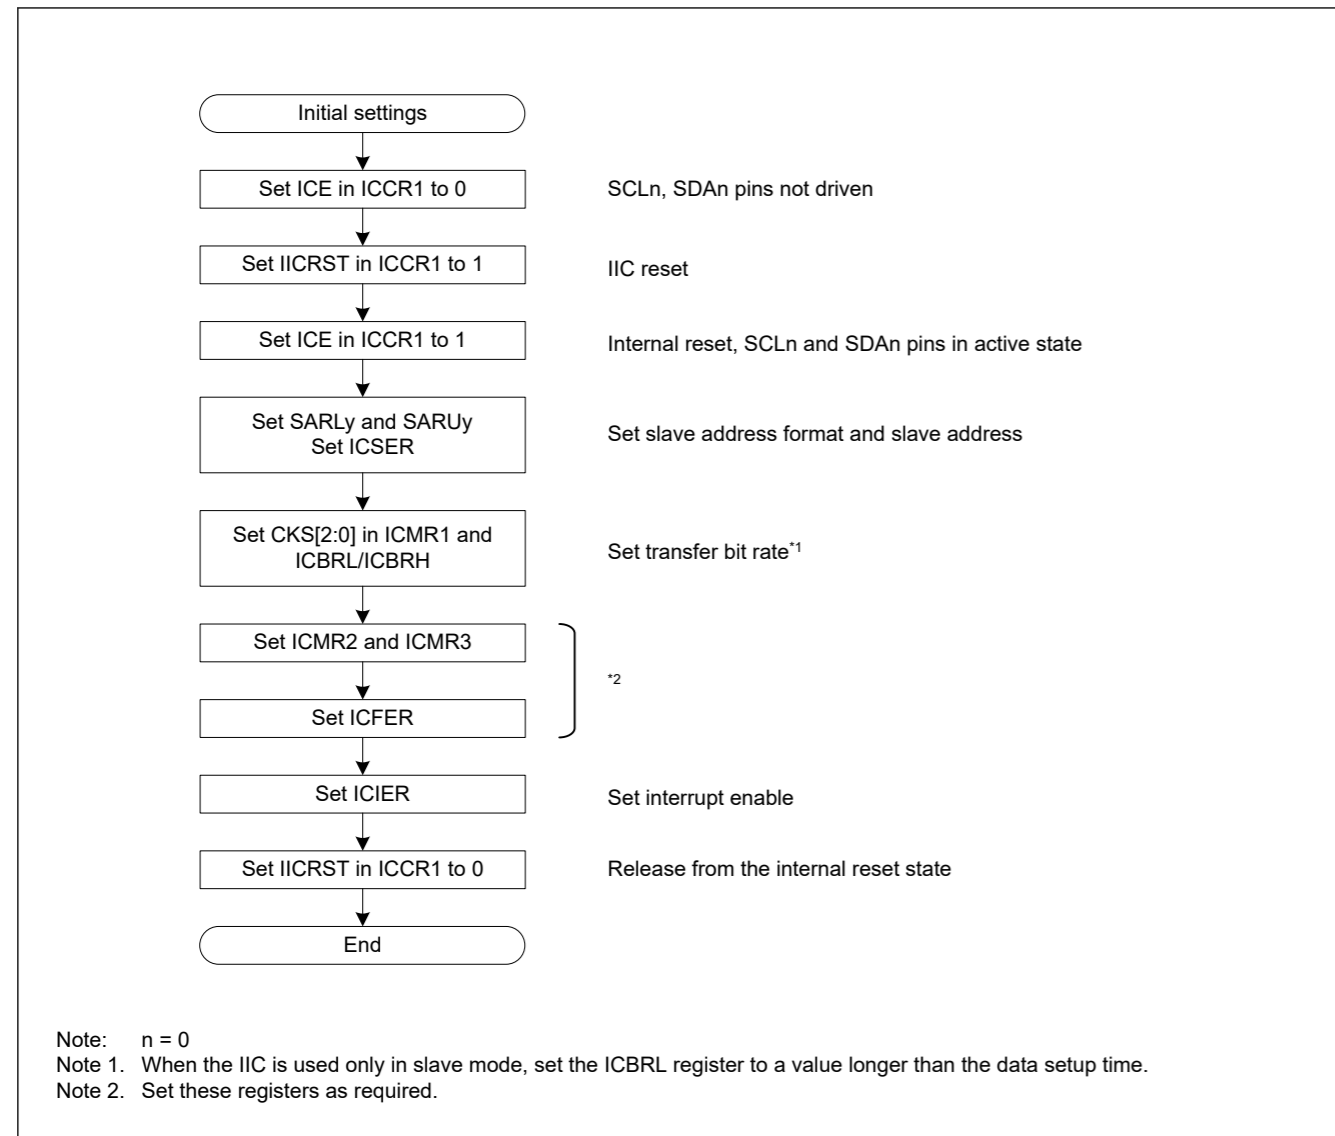 Initial settings
Set ICE in ICCR1 to 0
SCLn, SDAn pins not driven
Set IICRST in ICCR1 to 1
IIC reset
Set ICE in ICCR1 to 1
Internal reset, SCLn and SDAn pins in active state
Set SARLy and SARUy
Set ICSER
Set slave address format and slave address
Set CKS[2:0] in ICMR1 and
ICBRL/ICBRH
Set transfer bit rate*1
Set ICMR2 and ICMR3
*2
Set ICFER
Set ICIER
Set interrupt enable
Set IICRST in ICCR1 to 0
Release from the internal reset state
End
Note: n = 0
Note 1. When the IIC is used only in slave mode, set the ICBRL register to a value longer than the data setup time.
Note 2. Set these registers as required.